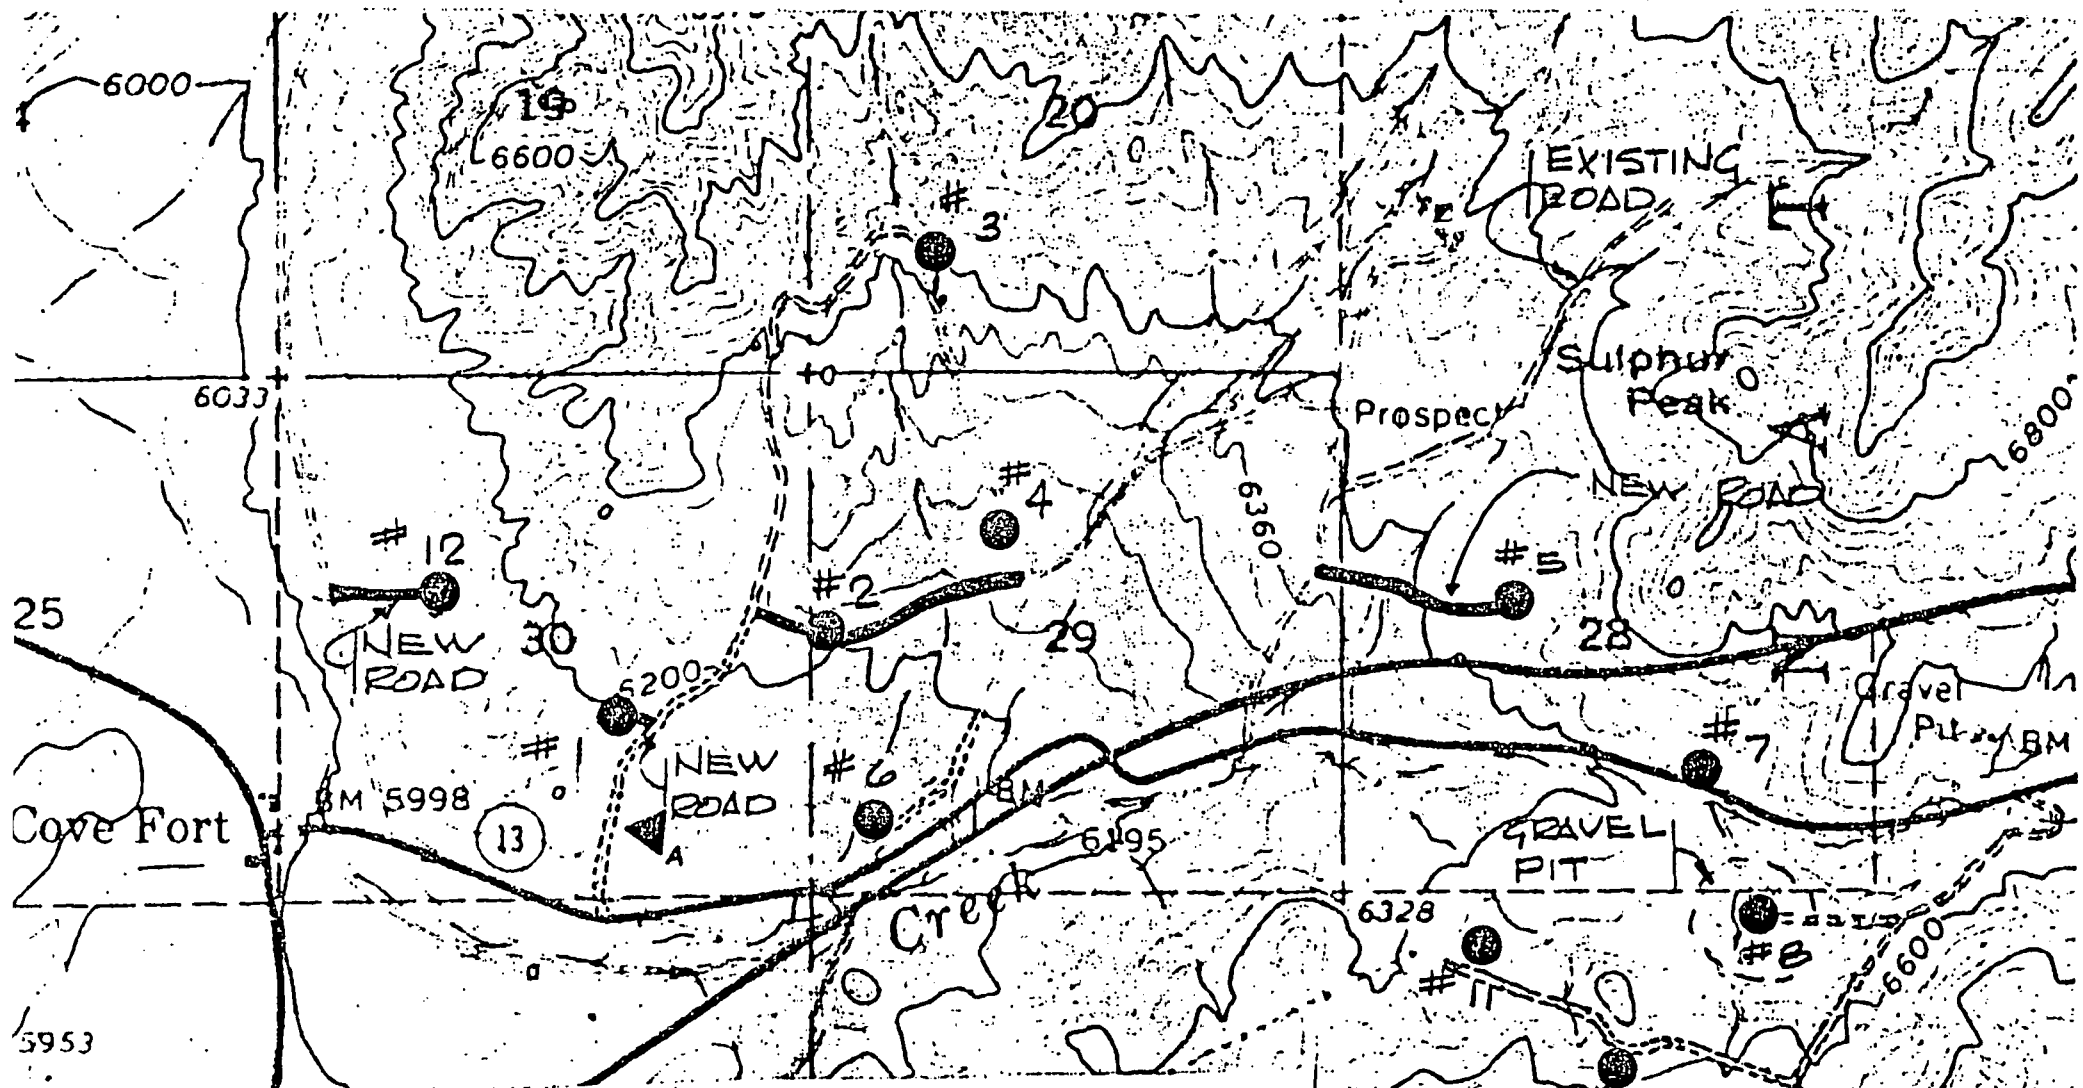 6000
19
20
6600
EXISTING
ROAD
#
3
6033
Sulphur
Peak
Prospect
6800
#
4
NEW ROAD
6360
#
12
#2
#5
25
NEW
ROAD
30
29
28
6200
Gravel
Pit
BM
#1
NEW
ROAD
#6
#7
BM 5998
BM
Cove Fort
13
A
6195
GRAVEL
PIT
Creek
6328
#8
#11
6600
5953